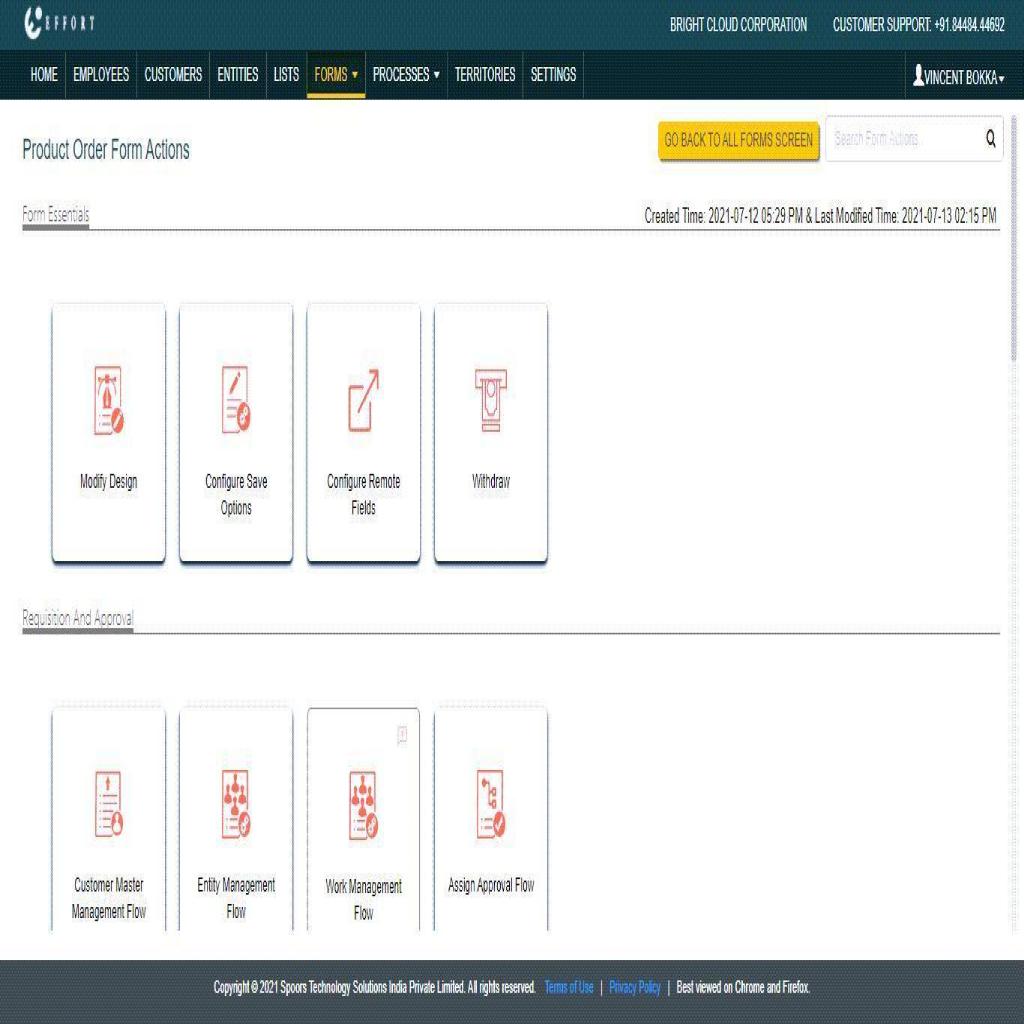 EFFORT
BRIGHT CLOUD CORPORATION CUSTOMER SUPPORT: +91.84484.44692
HOME EMPLOYEES CUSTOMERS ENTITIES LISTS FORMS PROCESSES TERRITORIES SETTINGS VINCENT BOKKA
Product Order Form Actions
GO BACK TO ALL FORMS SCREEN
Search Form Actions
Form Essentials
Created Time: 2021-07-12 05:29 PM & Last Modified Time: 2021-07-13 02:15 PM
Modify Design
Configure Save
Options
Configure Remote
Fields
Withdraw
Requisition And Approval
Customer Master
Management Flow
Entity Management
Flow
Work Management
Flow
Assign Approval Flow
Copyright © 2021 Spoors Technology Solutions India Private Limited. All rights reserved. Terms of Use | Privacy Policy | Best viewed on Chrome and Firefox.